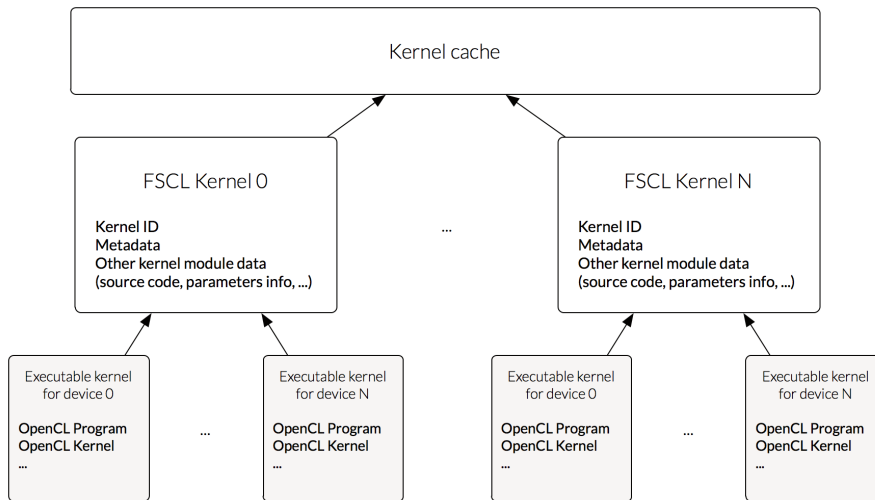 Kernel cache
FSCL Kernel 0
Kernel ID
Metadata
Other kernel module data
(source code, parameters info, ...)
...
FSCL Kernel N
Kernel ID
Metadata
Other kernel module data
(source code, parameters info, ...)
Executable kernel
for device 0
OpenCL Program
OpenCL Kernel
...
...
Executable kernel
for device N
OpenCL Program
OpenCL Kernel
...
Executable kernel
for device 0
OpenCL Program
OpenCL Kernel
...
...
Executable kernel
for device N
OpenCL Program
OpenCL Kernel
...